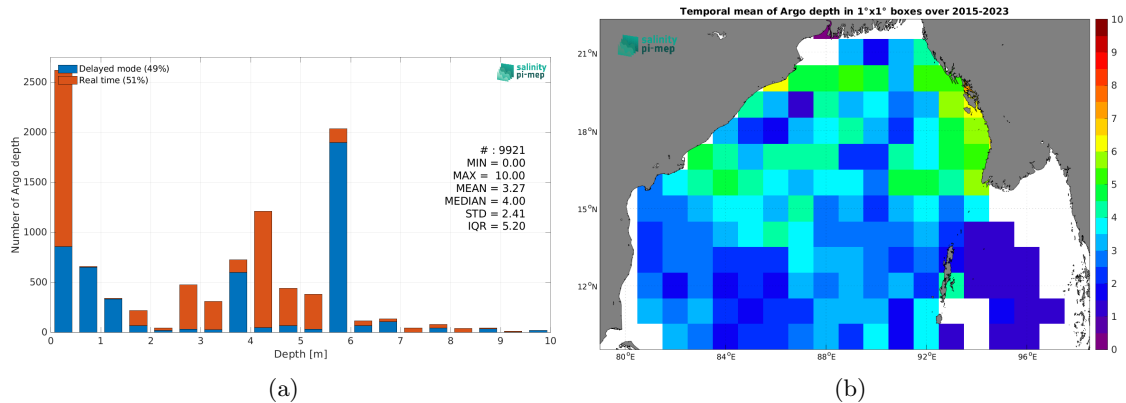 Delayed mode (49%)
Real time (51%)
salinity
pi-mep
Number of Argo depth
2500
2000
1500
1000
500
0
# : 9921
MIN = 0.00
MAX = 10.00
MEAN = 3.27
MEDIAN = 4.00
STD = 2.41
IQR = 5.20
0 1 2 3 4 5 6 7 8 9 10
Depth [m]
(a)
Temporal mean of Argo depth in 1°x1° boxes over 2015-2023
salinity
pi-mep
21°N
18°N
15°N
12°N
80°E 84°E 88°E 92°E 96°E
10
9
8
7
6
5
4
3
2
1
0
(b)